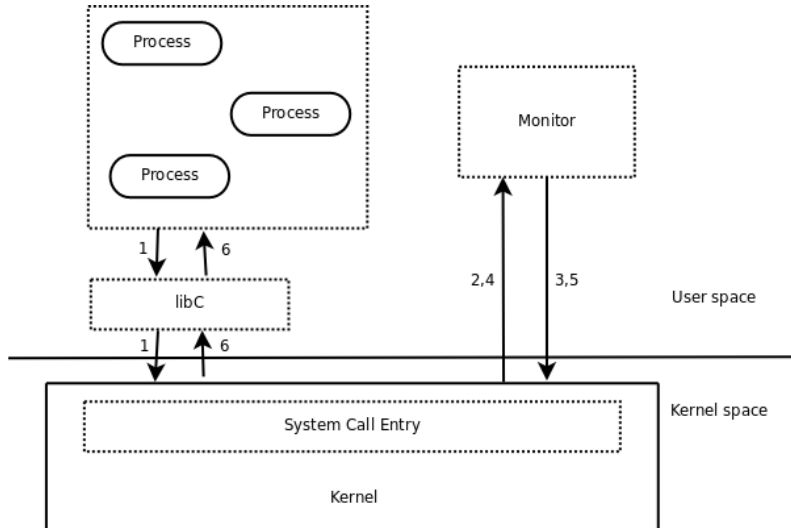 Process
Process
Process
Monitor
1
6
libC
2,4
3,5
User space
1
6
Kernel space
System Call Entry
Kernel